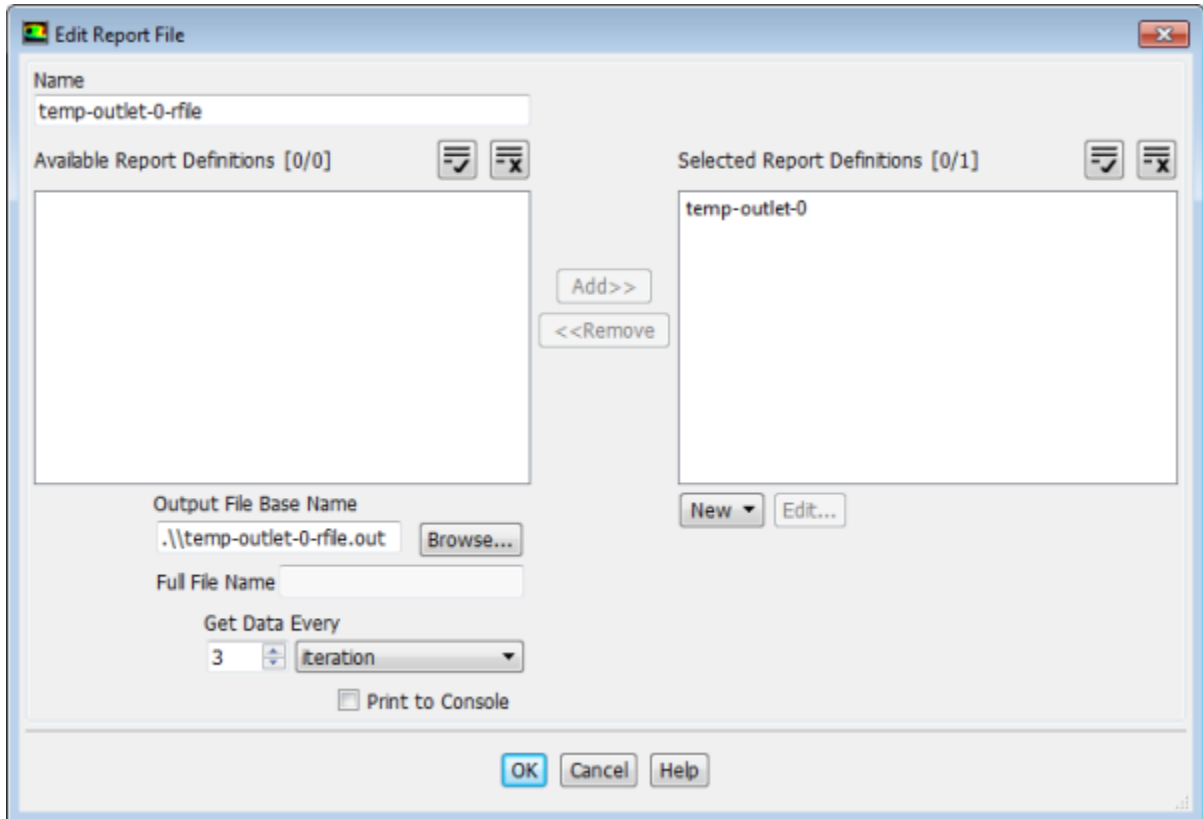 Edit Report File
Name
temp-outlet-0-rfile
Available Report Definitions [0/0]
Selected Report Definitions [0/1]
temp-outlet-0
Add>>
<<Remove
Output File Base Name
.\\temp-outlet-0-rfile.out
Browse...
New
Edit...
Full File Name
Get Data Every
3
iteration
Print to Console
OK
Cancel
Help